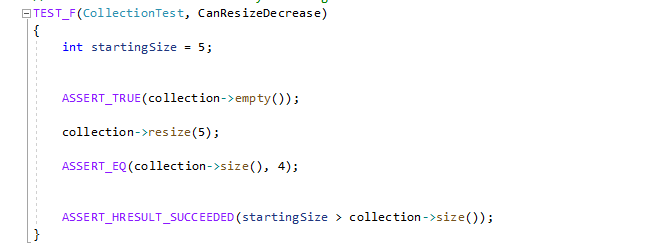 TEST_F(CollectionTest, CanResizeDecrease)
{
int startingSize = 5;
ASSERT_TRUE(collection->empty());
collection->resize(5);
ASSERT_EQ(collection->size(), 4);
ASSERT_HRESULT_SUCCEEDED(startingSize > collection->size());
}